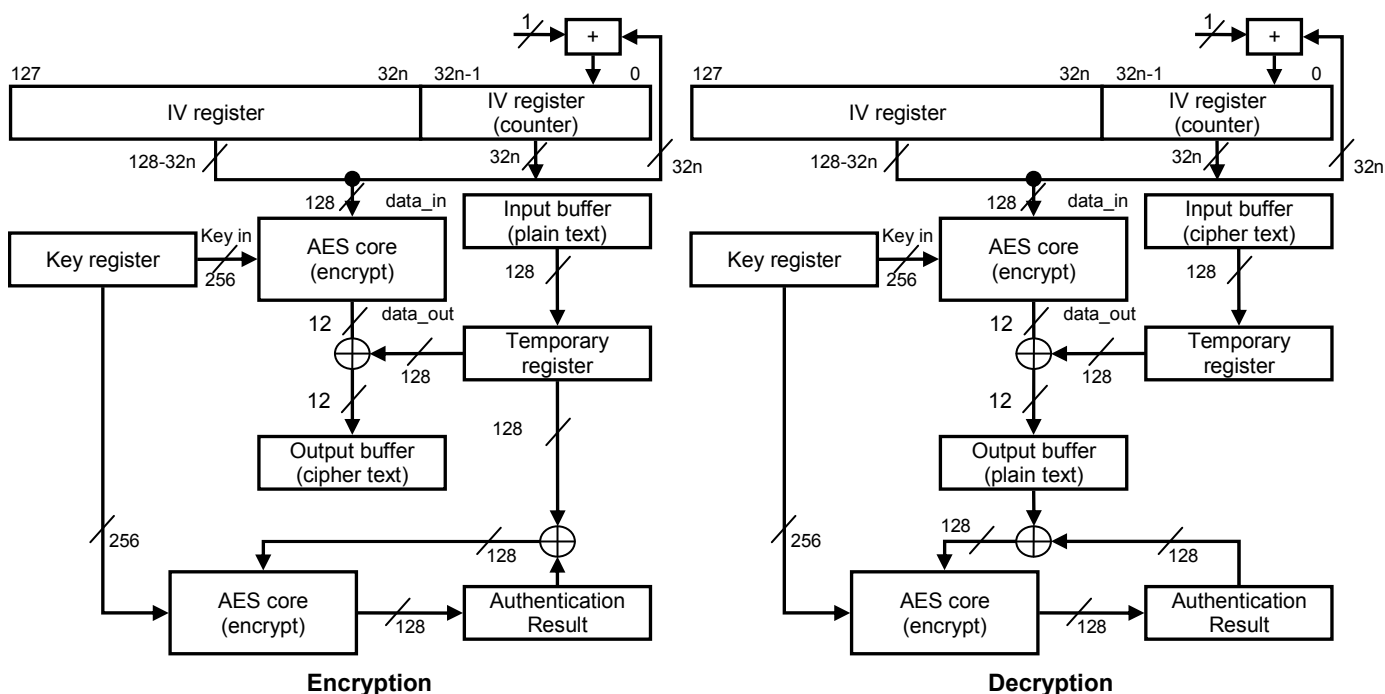 1
+
127
32n
32n-1
0
IV register
IV register
(counter)
128-32n
32n
32n
128
data_in
Input buffer
(plain text)
Key register
Key in
256
AES core
(encrypt)
128
12
data_out
Temporary
register
128
12
128
Output buffer
(cipher text)
256
128
AES core
(encrypt)
128
Authentication
Result
Encryption
1
+
127
32n
32n-1
0
IV register
IV register
(counter)
128-32n
32n
32n
128
data_in
Input buffer
(cipher text)
Key register
Key in
256
AES core
(encrypt)
128
12
data_out
Temporary
register
128
12
Output buffer
(plain text)
256
128
128
AES core
(encrypt)
128
Authentication
Result
Decryption